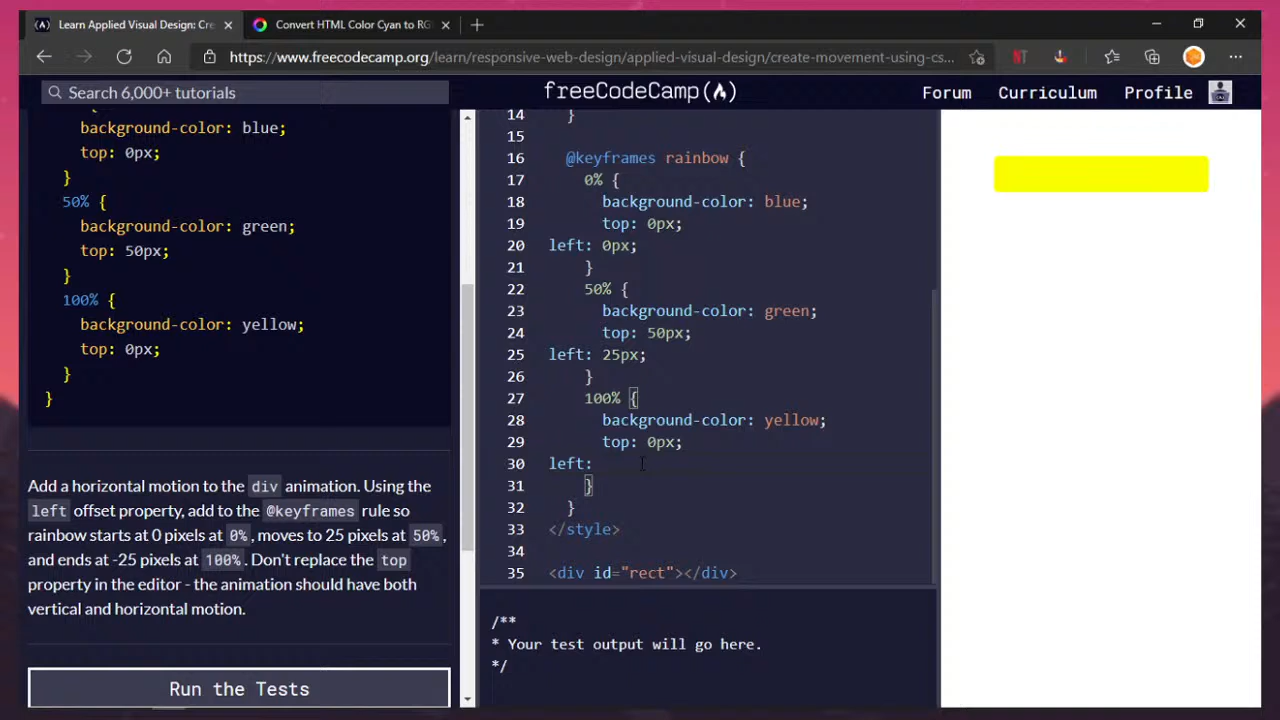 Learn Applied Visual Design: Cre
Convert HTML Color Cyan to RG
https://www.freecodecamp.org/learn/responsive-web-design/applied-visual-design/create-movement-using-cs...
Search 6,000+ tutorials
freeCodeCamp
Forum
Curriculum
Profile
background-color: blue;
top: 0px;
}
50% {
background-color: green;
top: 50px;
}
100% {
background-color: yellow;
top: 0px;
}
}
Add a horizontal motion to the div animation. Using the
left offset property, add to the @keyframes rule so
rainbow starts at 0 pixels at 0%, moves to 25 pixels at 50%,
and ends at -25 pixels at 100%. Don't replace the top
property in the editor - the animation should have both
vertical and horizontal motion.
Run the Tests
14 }
15
16 @keyframes rainbow {
17 0% {
18 background-color: blue;
19 top: 0px;
20 left: 0px;
21 }
22 50% {
23 background-color: green;
24 top: 50px;
25 left: 25px;
26 }
27 100% {
28 background-color: yellow;
29 top: 0px;
30 left:
31 }
32 }
33 </style>
34
35 <div id="rect"></div>
/**
* Your test output will go here.
*/